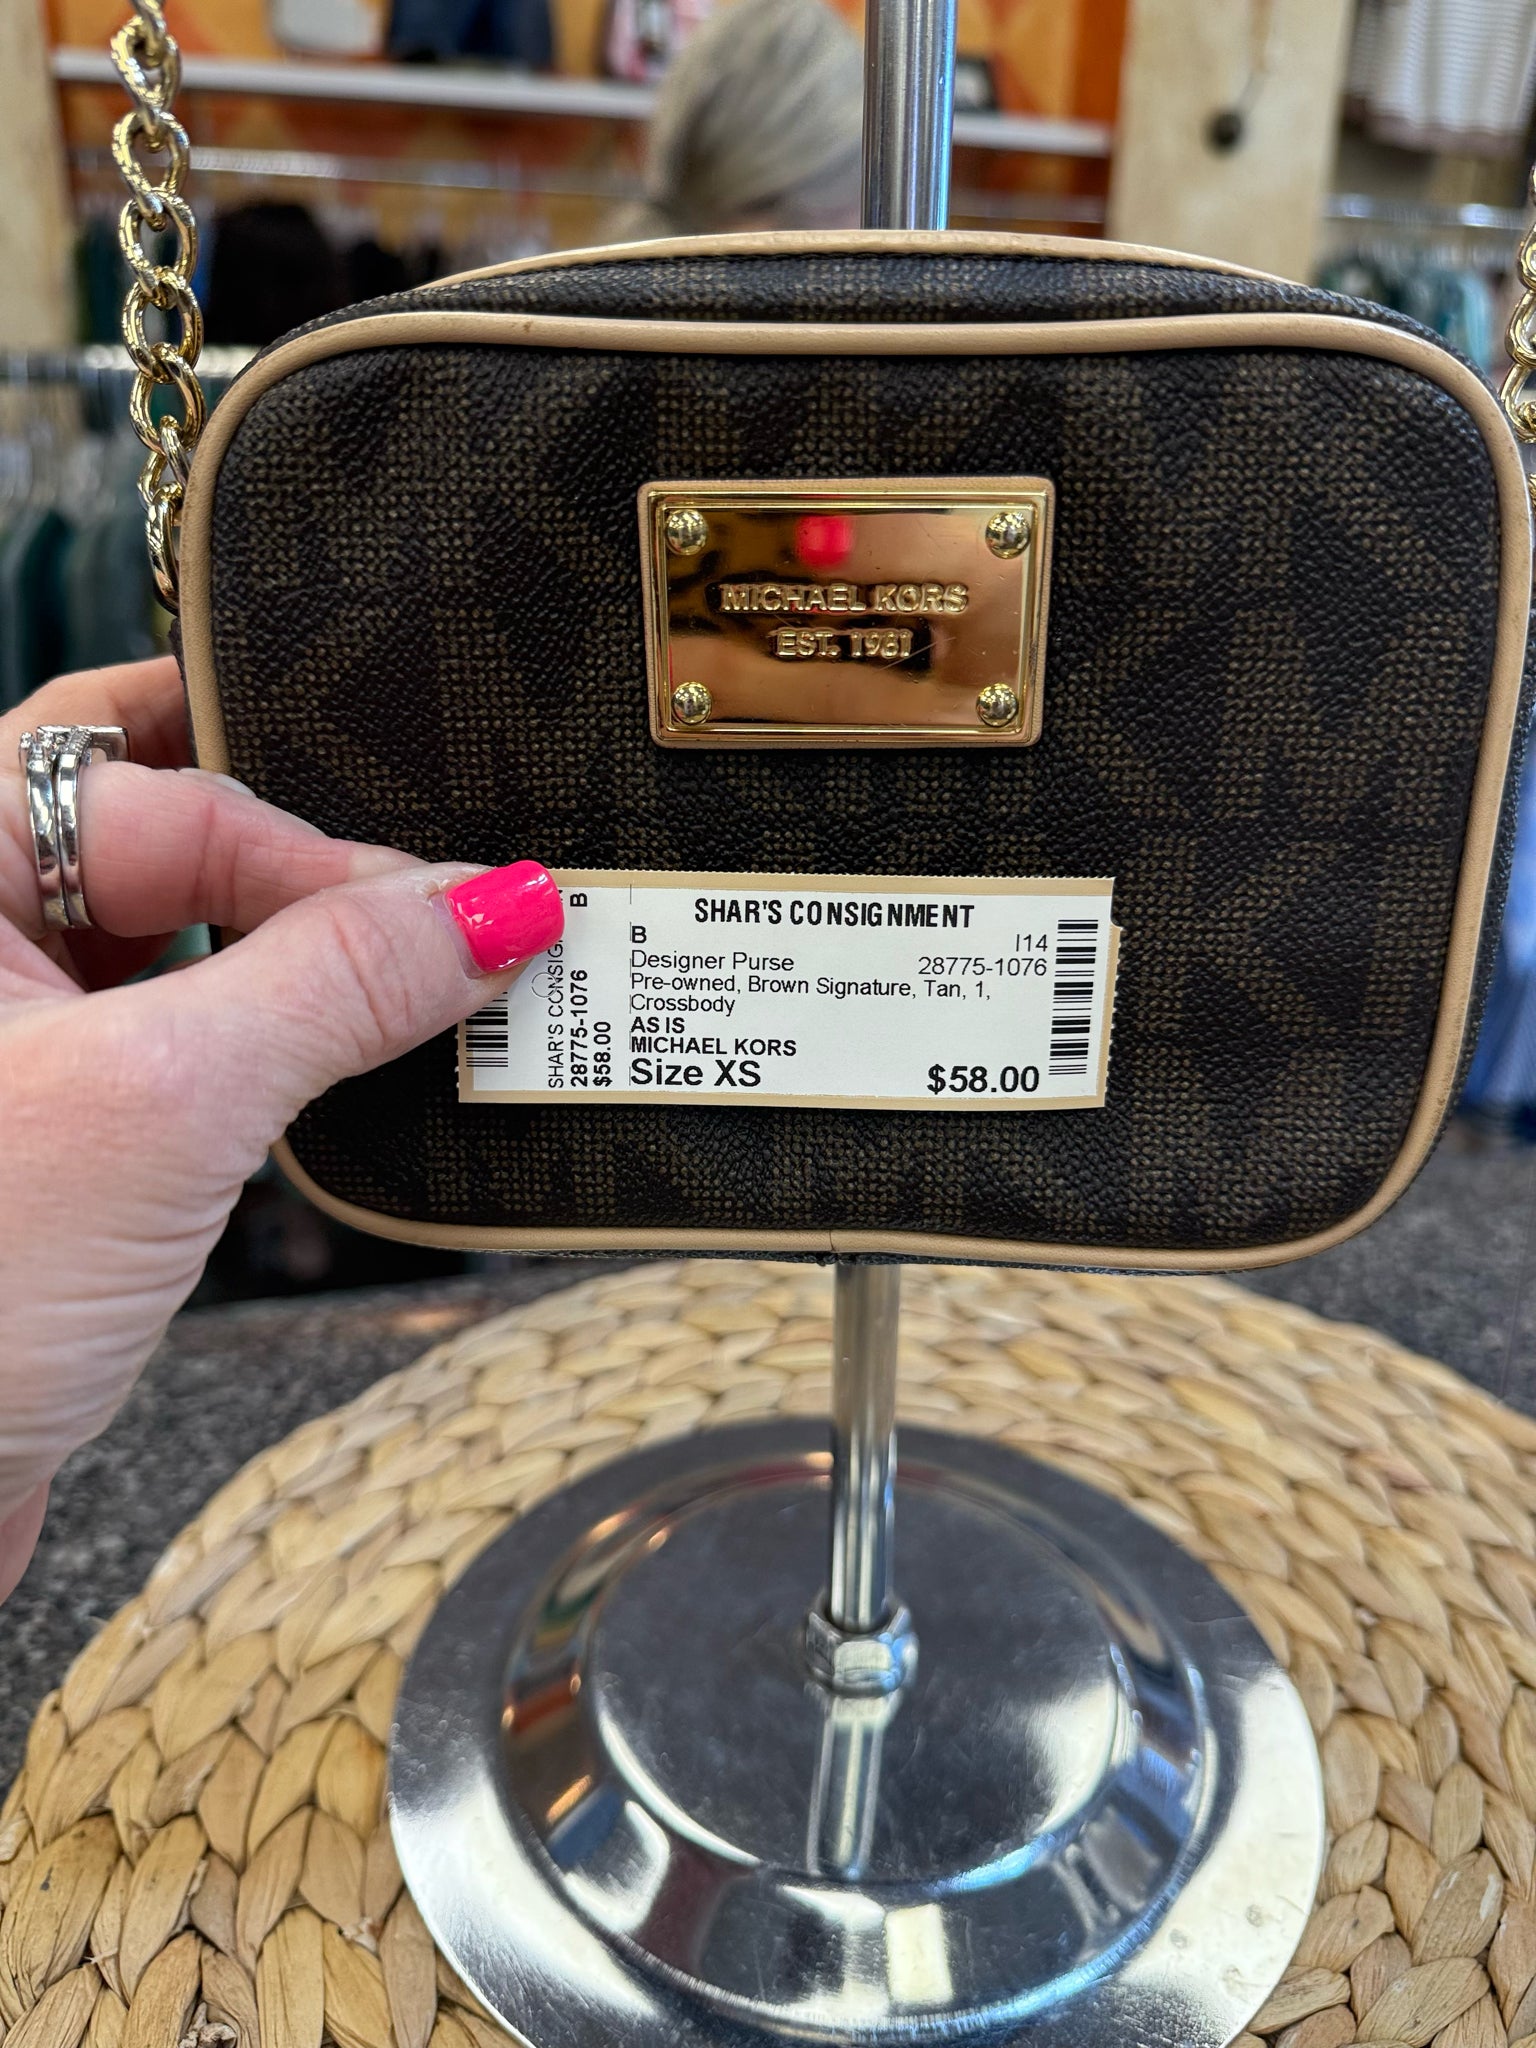 MICHAEL KORS
EST. 1981
SHAR'S CONSIGNMENT
B
I14
Designer Purse
28775-1076
Pre-owned, Brown Signature, Tan, 1,
Crossbody
AS IS
MICHAEL KORS
Size XS
$58.00
B
SHAR'S
28775-1076
$58.00